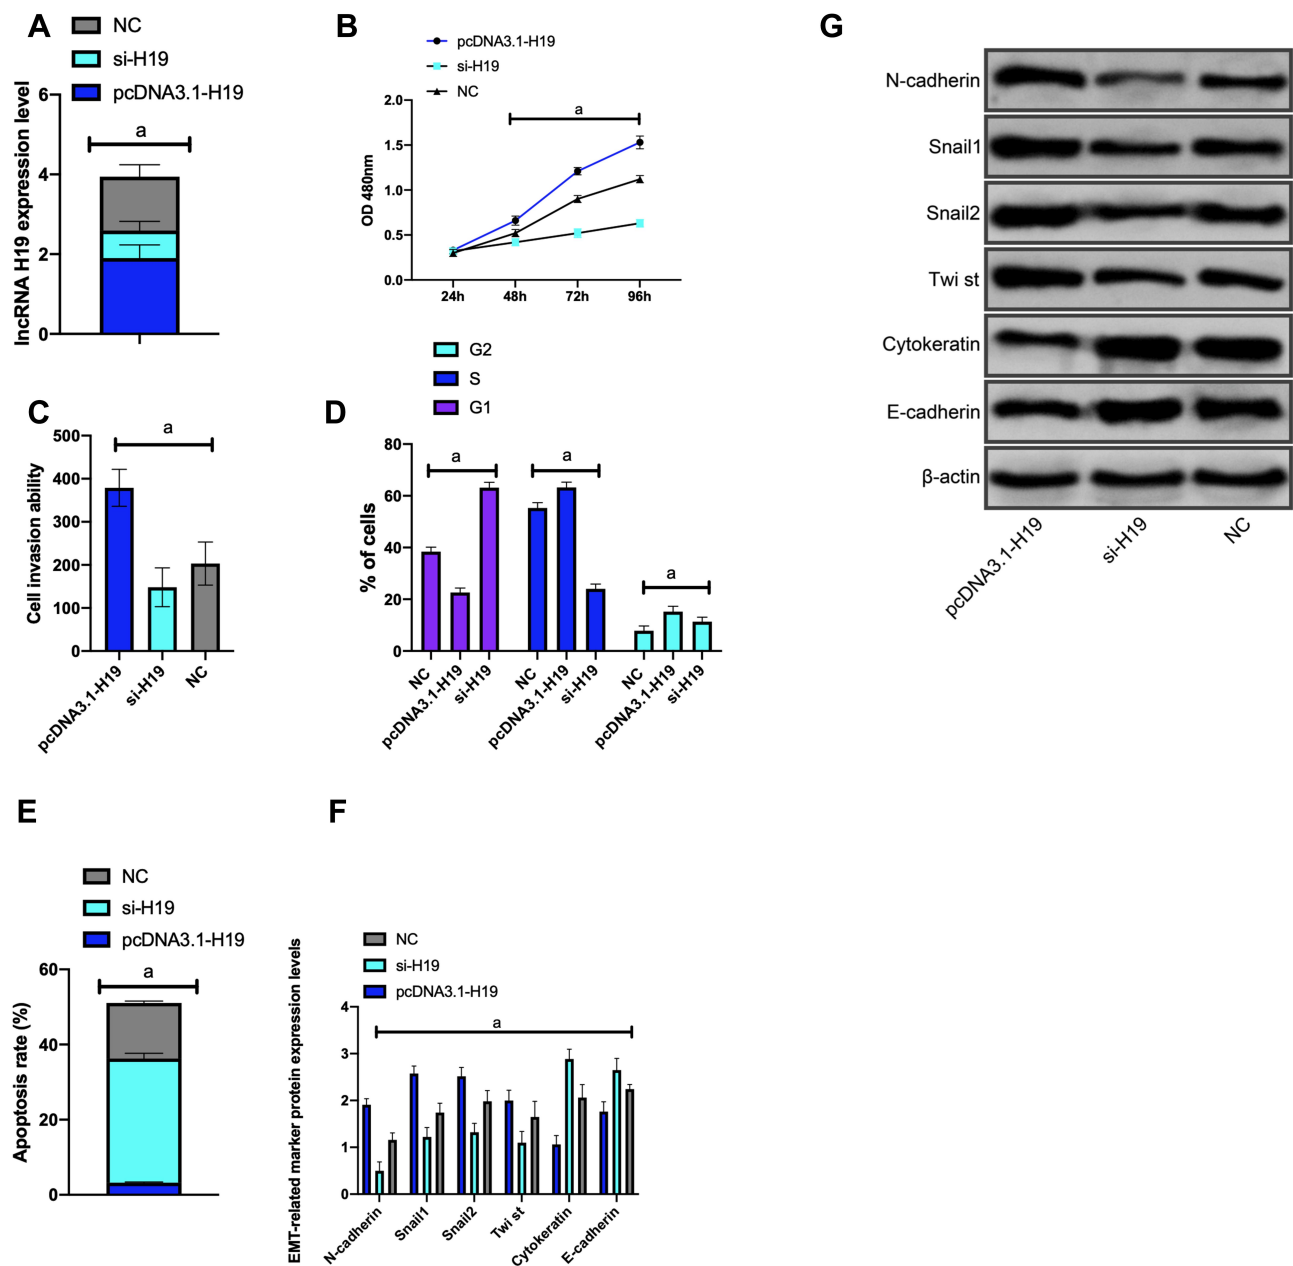 A
NC
si-H19
pcDNA3.1-H19
lncRNA H19 expression level
6
4
2
0
a
B
pcDNA3.1-H19
si-H19
NC
OD 480nm
2.0
1.5
1.0
0.5
0.0
a
24h
48h
72h
96h
C
Cell invasion ability
500
400
300
200
100
0
a
pcDNA3.1-H19
si-H19
NC
D
G2
S
G1
% of cells
80
60
40
20
0
a
a
a
NC
pcDNA3.1-H19
si-H19
NC
pcDNA3.1-H19
si-H19
NC
pcDNA3.1-H19
si-H19
E
NC
si-H19
pcDNA3.1-H19
Apoptosis rate (%)
60
40
20
0
a
F
NC
si-H19
pcDNA3.1-H19
EMT-related marker protein expression levels
4
3
2
1
0
a
N-cadherin
Snail1
Snail2
Twi st
Cytokeratin
E-cadherin
G
N-cadherin
Snail1
Snail2
Twi st
Cytokeratin
E-cadherin
β-actin
pcDNA3.1-H19
si-H19
NC